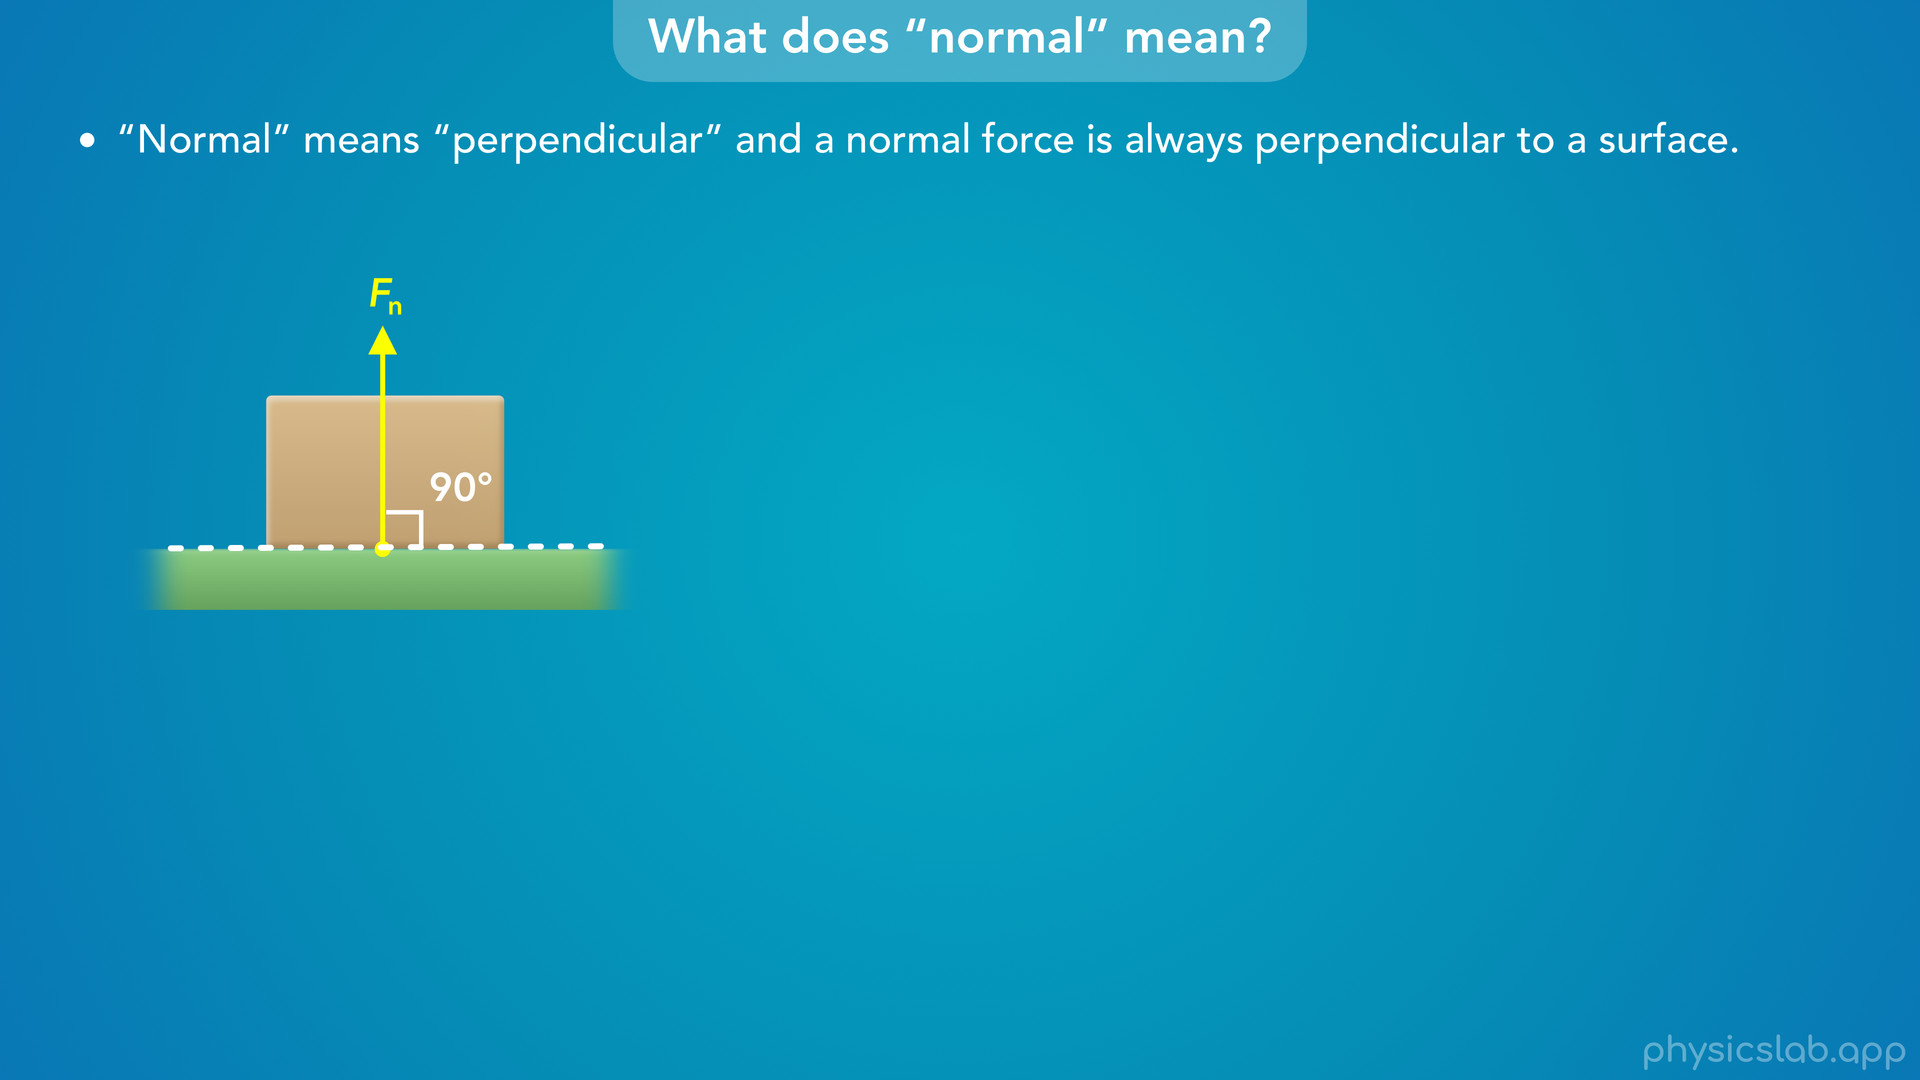 What does “normal” mean?
• “Normal” means “perpendicular” and a normal force is always perpendicular to a surface.
Fn
90°
physicslab.app